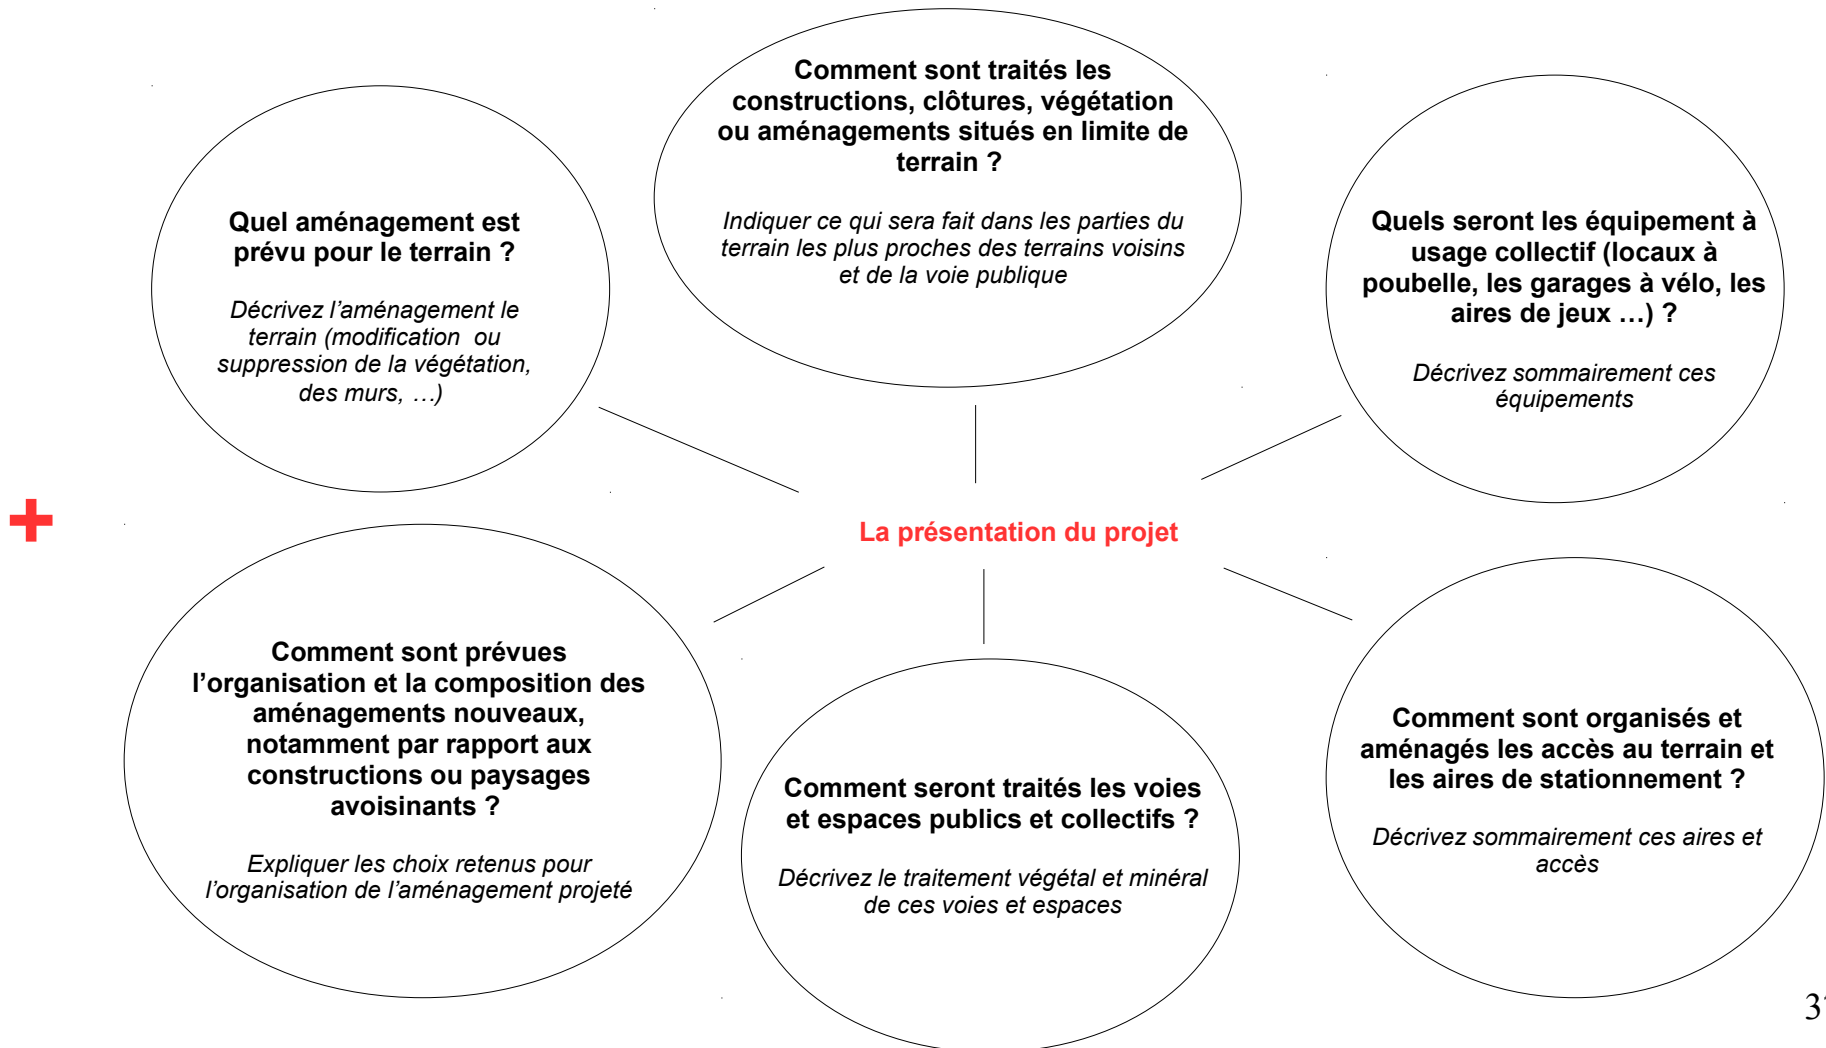 Comment sont traités les
constructions, clôtures, végétation
ou aménagements situés en limite de
terrain ?
Indiquer ce qui sera fait dans les parties du
terrain les plus proches des terrains voisins
et de la voie publique
Quel aménagement est
prévu pour le terrain ?
Décrivez l’aménagement le
terrain (modification ou
suppression de la végétation,
des murs, …)
Quels seront les équipement à
usage collectif (locaux à
poubelle, les garages à vélo, les
aires de jeux …) ?
Décrivez sommairement ces
équipements
+
La présentation du projet
Comment sont prévues
l’organisation et la composition des
aménagements nouveaux,
notamment par rapport aux
constructions ou paysages
avoisinants ?
Expliquer les choix retenus pour
l’organisation de l’aménagement projeté
Comment seront traités les voies
et espaces publics et collectifs ?
Décrivez le traitement végétal et minéral
de ces voies et espaces
Comment sont organisés et
aménagés les accès au terrain et
les aires de stationnement ?
Décrivez sommairement ces aires et
accès